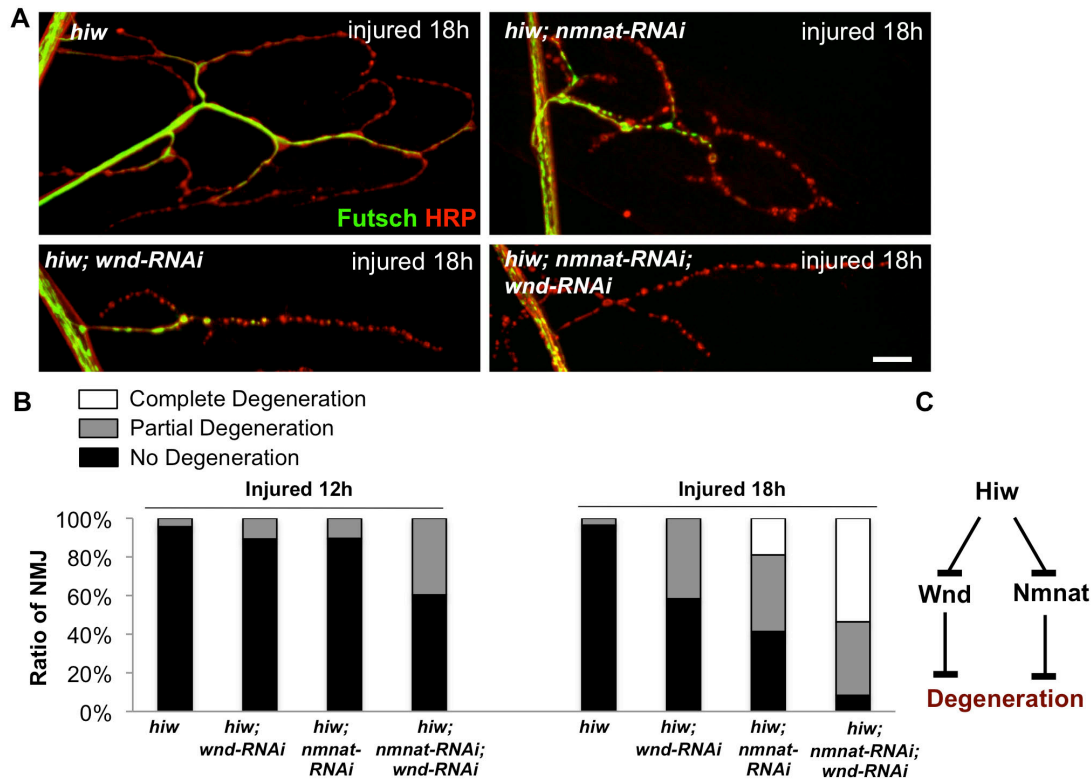 A
hiw
injured 18h
Futsch HRP
hiw; nmnat-RNAi
injured 18h
hiw; wnd-RNAi
injured 18h
hiw; nmnat-RNAi;
wnd-RNAi
injured 18h
B
Complete Degeneration
Partial Degeneration
No Degeneration
Injured 12h
Injured 18h
Ratio of NMJ
100%
80%
60%
40%
20%
0%
hiw
hiw;
wnd-RNAi
hiw;
nmnat-
RNAi
hiw;
nmnat-RNAi;
wnd-RNAi
hiw
hiw;
wnd-RNAi
hiw;
nmnat-
RNAi
hiw;
nmnat-RNAi;
wnd-RNAi
C
Hiw
Wnd
Nmnat
Degeneration